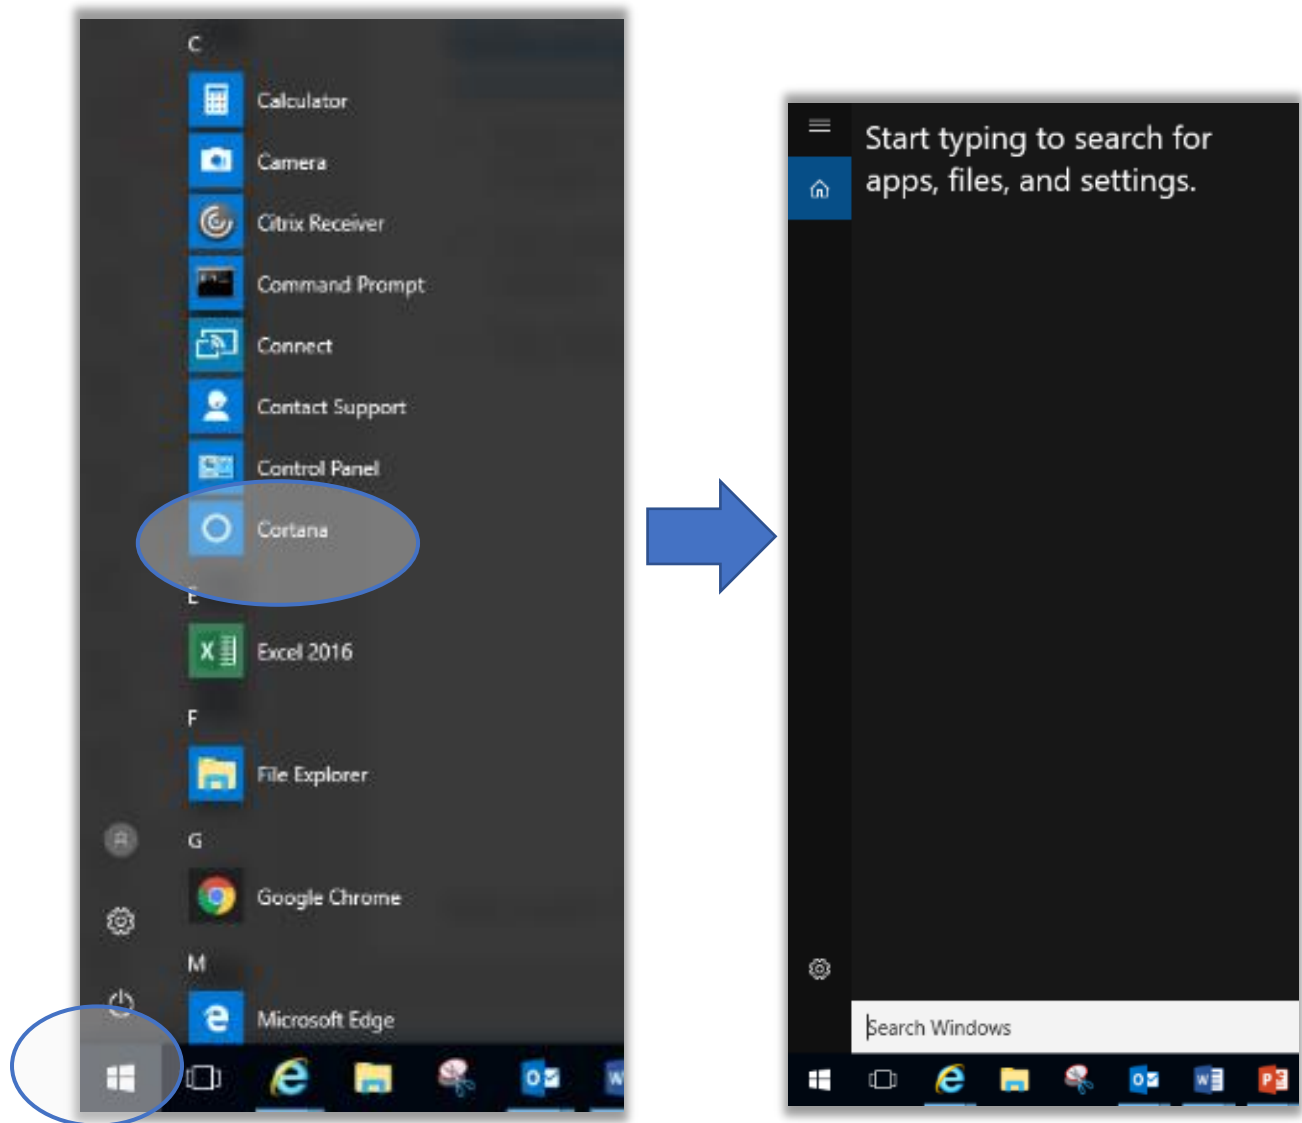 C
Calculator
Camera
Citrix Receiver
Command Prompt
Connect
Contact Support
Control Panel
Cortana
E
Excel 2016
F
File Explorer
G
Google Chrome
M
Microsoft Edge
Start typing to search for
apps, files, and settings.
Search Windows